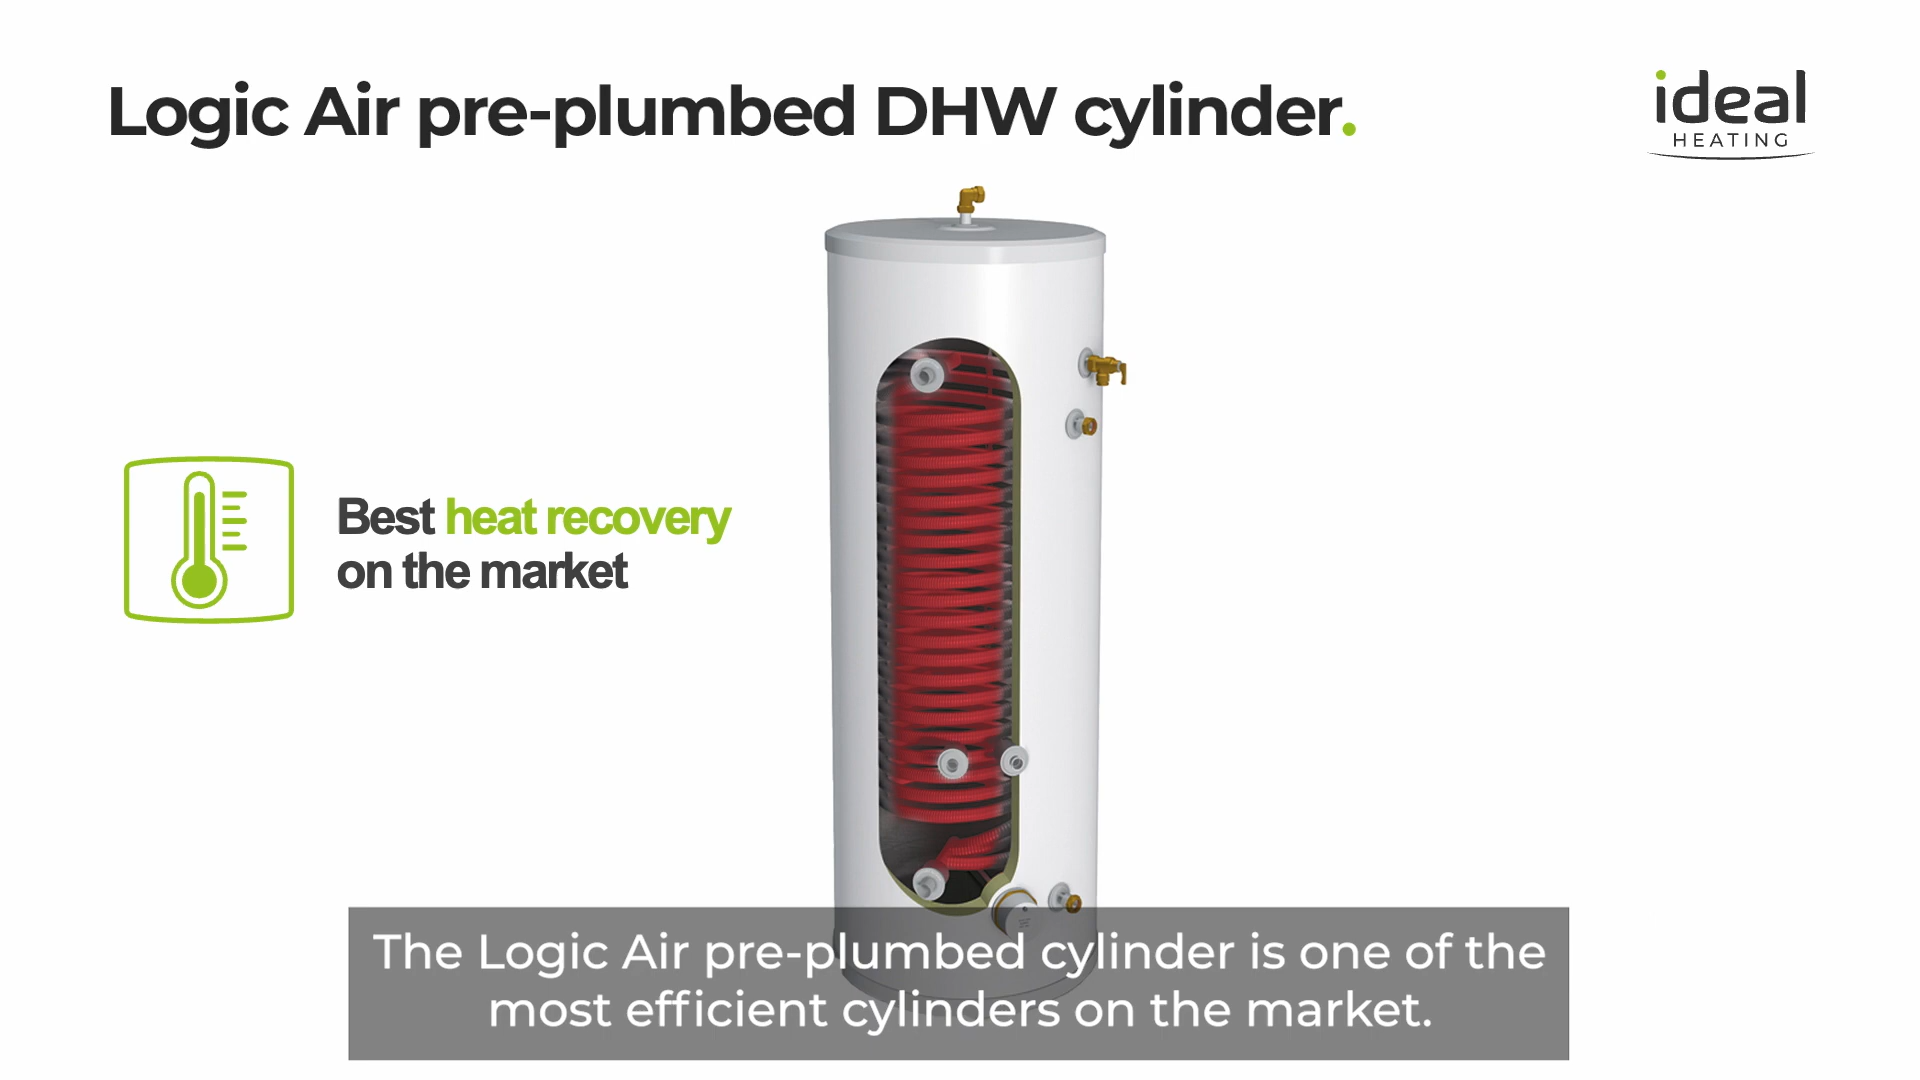 Logic Air pre-plumbed DHW cylinder.
ideal
HEATING
Best heat recovery
on the market
The Logic Air pre-plumbed cylinder is one of the
most efficient cylinders on the market.